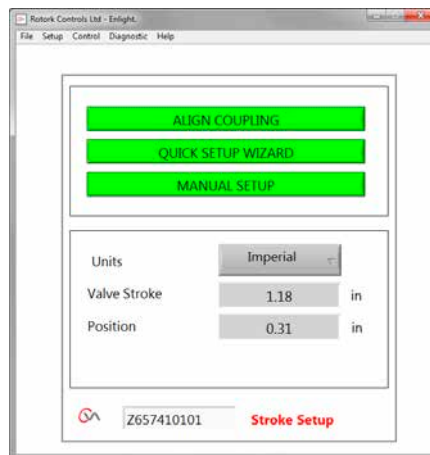 Rotork Controls Ltd - Enlight.
File Setup Control Diagnostic Help
ALIGN COUPLING
QUICK SETUP WIZARD
MANUAL SETUP
Units Imperial
Valve Stroke 1.18 in
Position 0.31 in
Z657410101 Stroke Setup